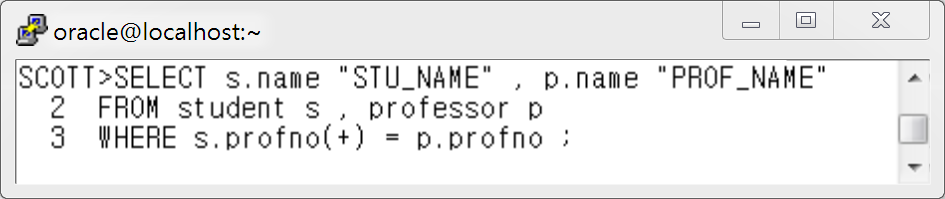 oracle@localhost:~
SCOTT>SELECT s.name "STU_NAME" , p.name "PROF_NAME"
  2  FROM student s , professor p
  3  WHERE s.profno(+) = p.profno ;